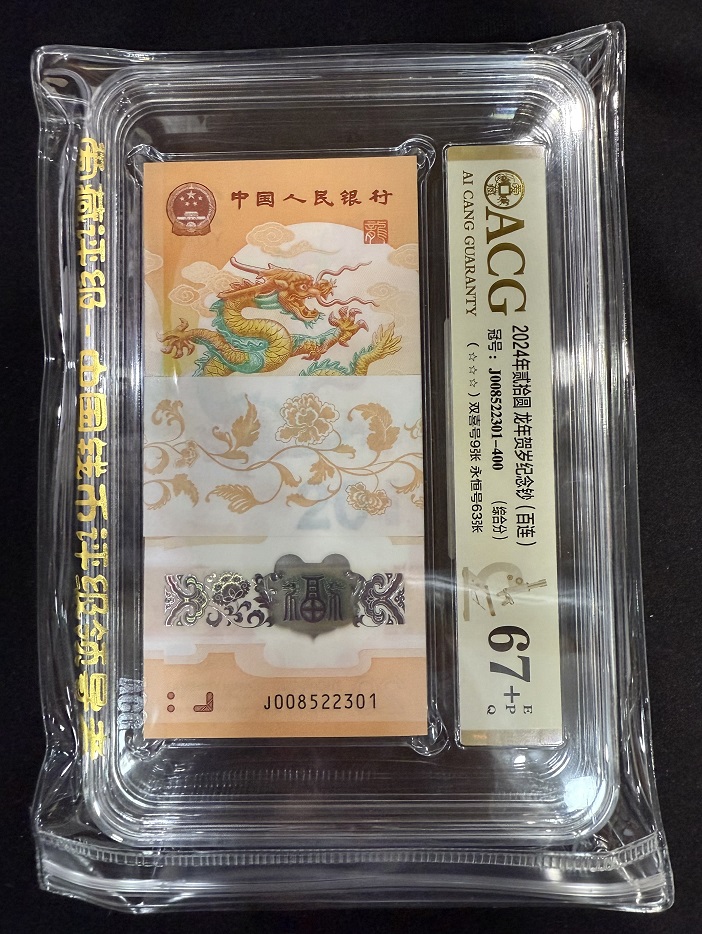 爱藏评级-中国钱币评级领导者
中国人民银行
龍
福
J008522301
ACG
AI CANG GUARANTY
2024年贰拾圆 龙年贺岁纪念钞（百连）
冠号：J008522301-400 （综合分）
（☆☆☆）双喜号9张 永恒号63张
67+
E
P
Q